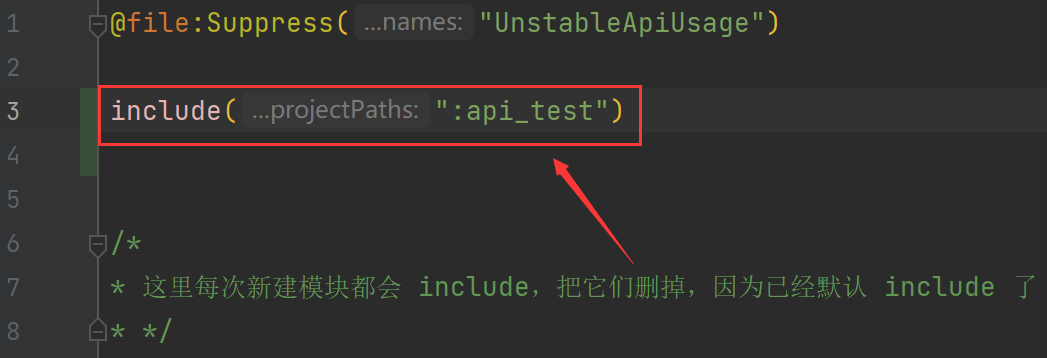 1 @file:Suppress( ...names: "UnstableApiUsage")
2
3 include( ...projectPaths: ":api_test")
4
5
6 /*
7 * 这里每次新建模块都会 include，把它们删掉，因为已经默认 include 了
8 * */